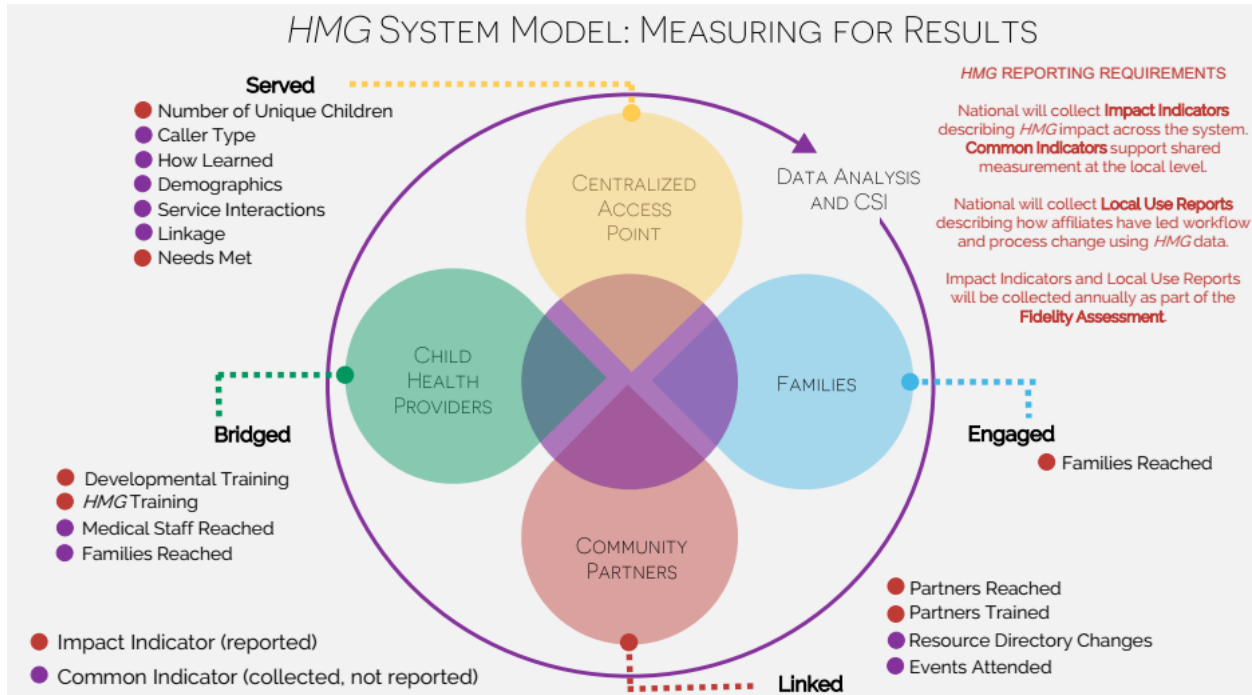 HMG SYSTEM MODEL: MEASURING FOR RESULTS
Served
Number of Unique Children
Caller Type
How Learned
Demographics
Service Interactions
Linkage
Needs Met
HMG REPORTING REQUIREMENTS
National will collect Impact Indicators
describing HMG impact across the system.
Common Indicators support shared
measurement at the local level.
National will collect Local Use Reports
describing how affiliates have led workflow
and process change using HMG data.
Impact Indicators and Local Use Reports
will be collected annually as part of the
Fidelity Assessment.
DATA ANALYSIS
AND CSI
CENTRALIZED
ACCESS
POINT
CHILD
HEALTH
PROVIDERS
FAMILIES
COMMUNITY
PARTNERS
Bridged
Developmental Training
HMG Training
Medical Staff Reached
Families Reached
Engaged
Families Reached
Partners Reached
Partners Trained
Resource Directory Changes
Events Attended
Linked
Impact Indicator (reported)
Common Indicator (collected, not reported)